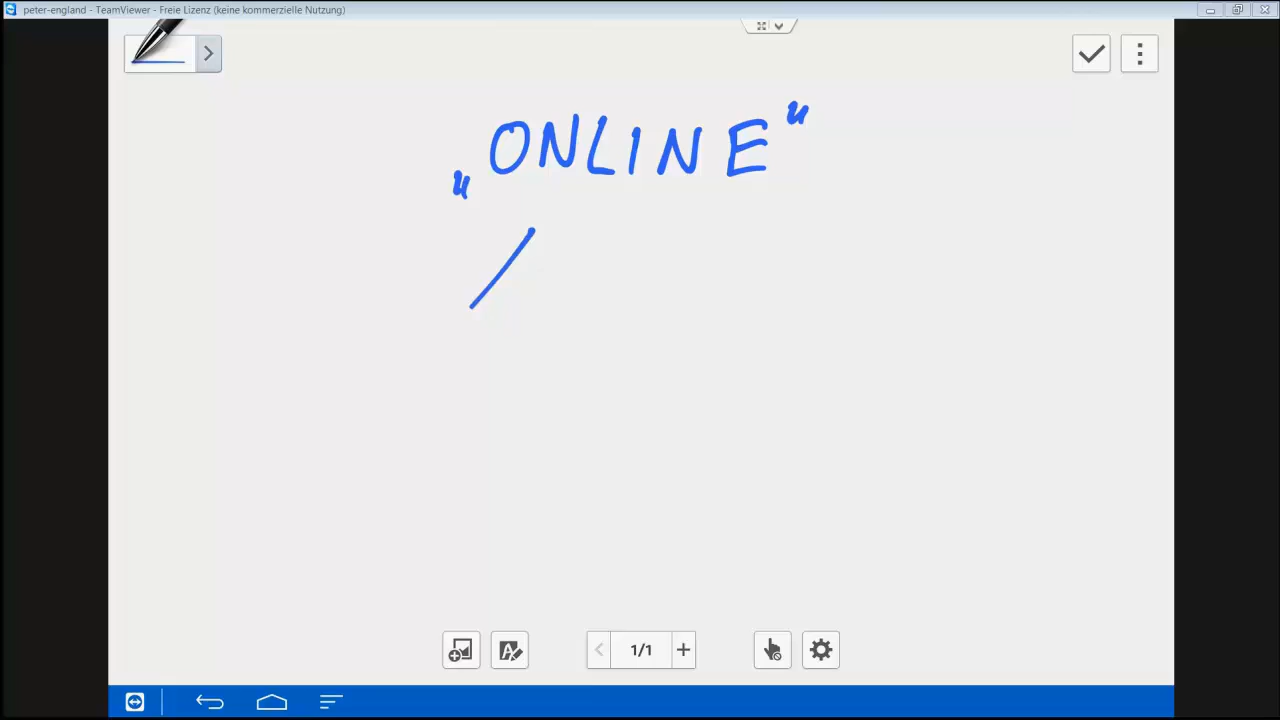 peter-england - TeamViewer - Freie Lizenz (keine kommerzielle Nutzung)
„ONLINE"
1/1